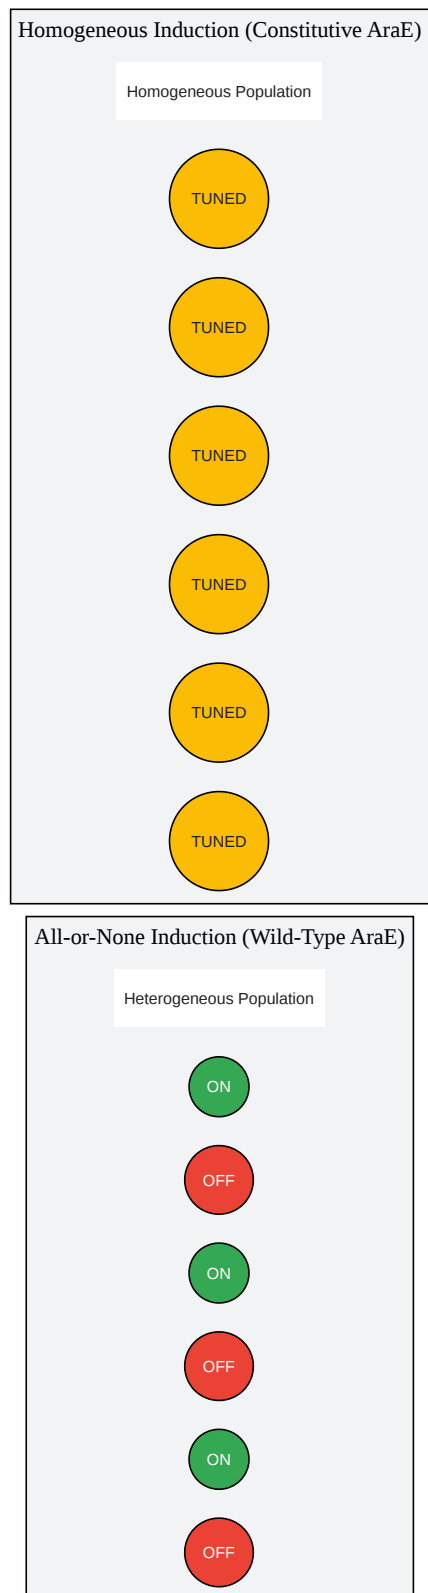 Homogeneous Induction (Constitutive AraE)
Homogeneous Population
TUNED
TUNED
TUNED
TUNED
TUNED
TUNED
All-or-None Induction (Wild-Type AraE)
Heterogeneous Population
ON
OFF
ON
OFF
ON
OFF